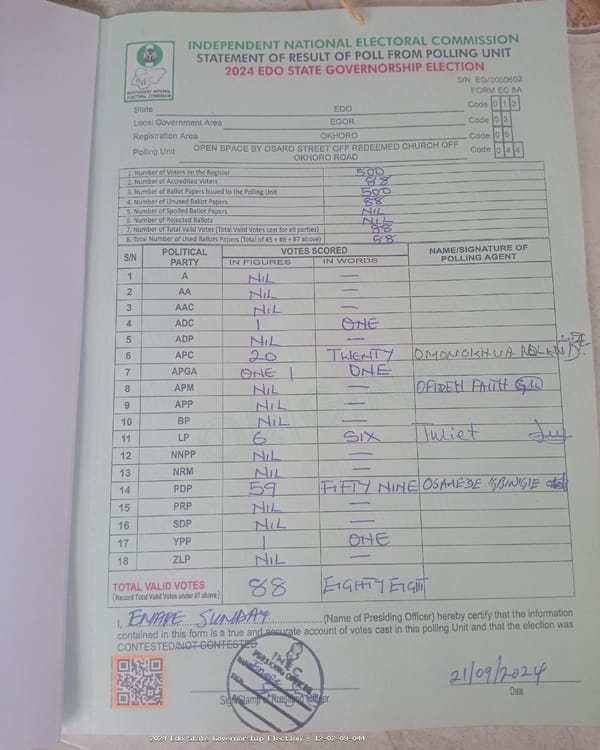 INDEPENDENT NATIONAL ELECTORAL COMMISSION
STATEMENT OF RESULT OF POLL FROM POLLING UNIT
2024 EDO STATE GOVERNORSHIP ELECTION
INDEPENDENT NATIONAL ELECTORAL COMMISSION
S/N: EG/0000602
FORM EC 8A
State EDO Code 0 1 2
Local Government Area EGOR Code 0 2
Registration Area OKHORO Code 0 9
Polling Unit OPEN SPACE BY OSARO STREET OFF REDEEMED CHURCH OFF OKHORO ROAD Code 0 4 4
1. Number of Voters on the Register 500
2. Number of Accredited Voters 88
3. Number of Ballot Papers Issued to the Polling Unit 500
4. Number of Unused Ballot Papers 88
5. Number of Spoiled Ballot Papers NIL
6. Number of Rejected Ballots NIL
7. Number of Total Valid Votes (Total Valid Votes cast for all parties) 88
8. Total Number of Used Ballots Papers (Total of #5 + #6 + #7 above) 88
S/N POLITICAL PARTY VOTES SCORED NAME/SIGNATURE OF POLLING AGENT
IN FIGURES IN WORDS
1 A NIL —
2 AA NIL —
3 AAC NIL —
4 ADC 1 ONE
5 ADP NIL —
6 APC 20 TWENTY OMONOKHUA
7 APGA ONE 1 ONE
8 APM NIL — FAITH
9 APP NIL —
10 BP NIL —
11 LP 6 SIX Juliet
12 NNPP NIL —
13 NRM NIL —
14 PDP 59 FIFTY NINE OSAMEDE
15 PRP NIL —
16 SDP NIL —
17 YPP 1 ONE
18 ZLP NIL —
TOTAL VALID VOTES 88 EIGHTY EIGHT
(Record Total Valid Votes under #7 above)
I, SUNDAY (Name of Presiding Officer) hereby certify that the information
contained in this form is a true and accurate account of votes cast in this polling Unit and that the election was
CONTESTED/NOT CONTESTED
INEC
PRESIDING OFFICER
21/09/2024
Sign/Stamp of Presiding Officer Date
2024 Edo State Governorship Election : 12-02-09-044